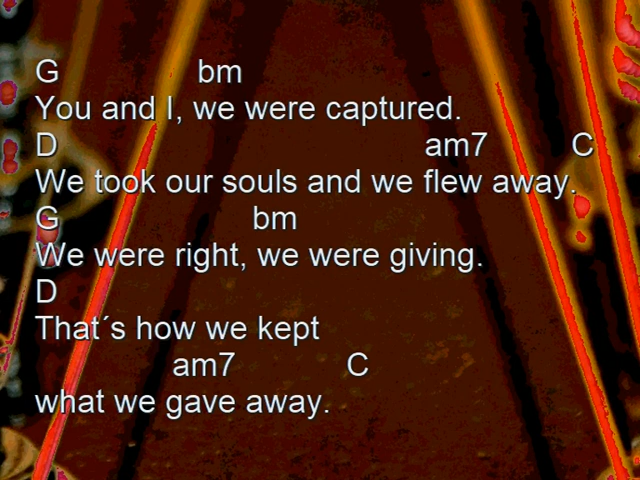 G bm
You and I, we were captured.
D am7 C
We took our souls and we flew away.
G bm
We were right, we were giving.
D
That´s how we kept
am7 C
what we gave away.